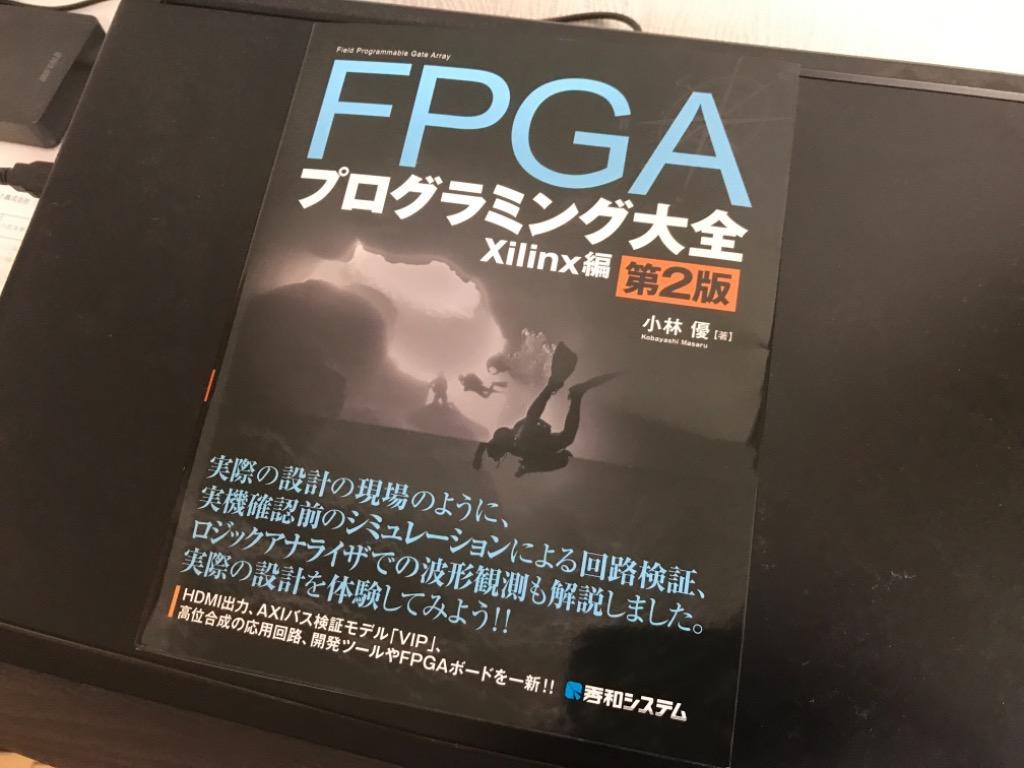 Field Programmable Gate Array
FPGA
プログラミング大全
Xilinx編 第2版
小林 優[著]
Kobayashi Masaru
実際の設計の現場のように、
実機確認前のシミュレーションによる回路検証、
ロジックアナライザでの波形観測も解説しました。
実際の設計を体験してみよう!!
HDMI出力、AXIバス検証モデル「VIP」、
高位合成の応用回路、開発ツールやFPGAボードを一新!!
秀和システム